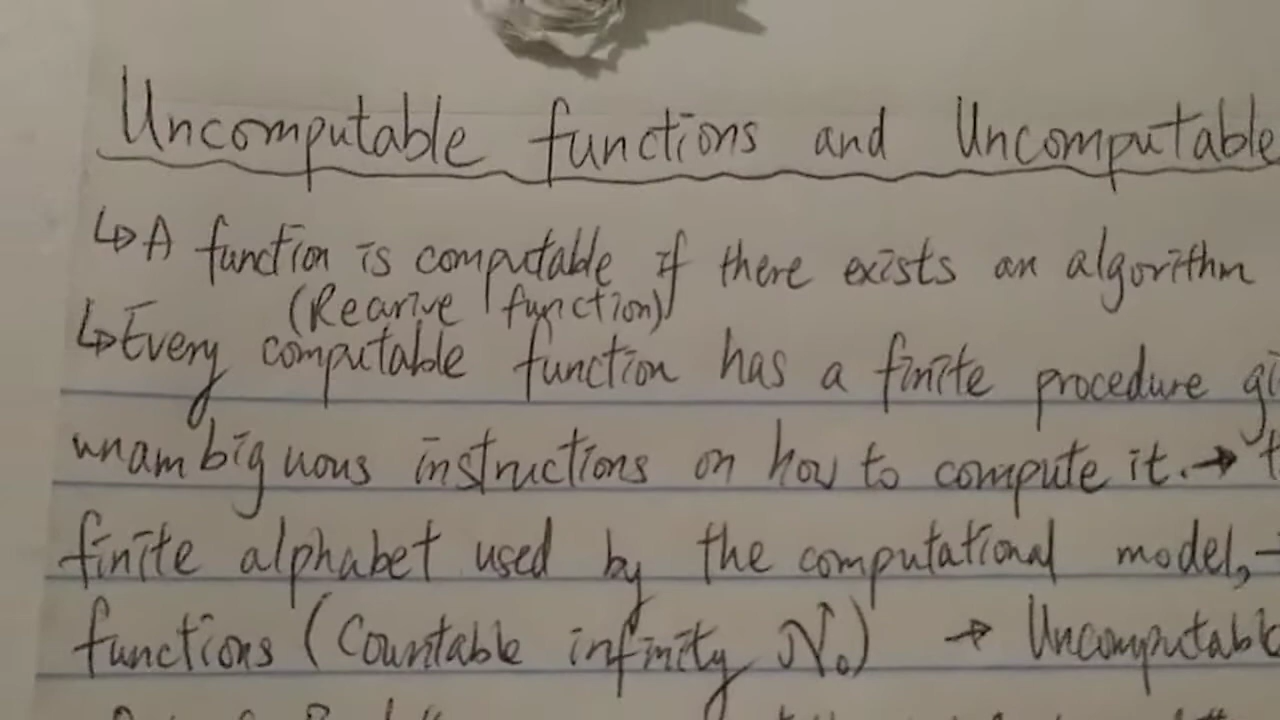 Uncomputable functions and Uncomputable
↳ A function is computable if there exists an algorithm
(Recursive function)
↳ Every computable function has a finite procedure
unambiguous instructions on how to compute it. →
finite alphabet used by the computational model, →
functions (Countable infinity ℵ₀) → Uncomputabl